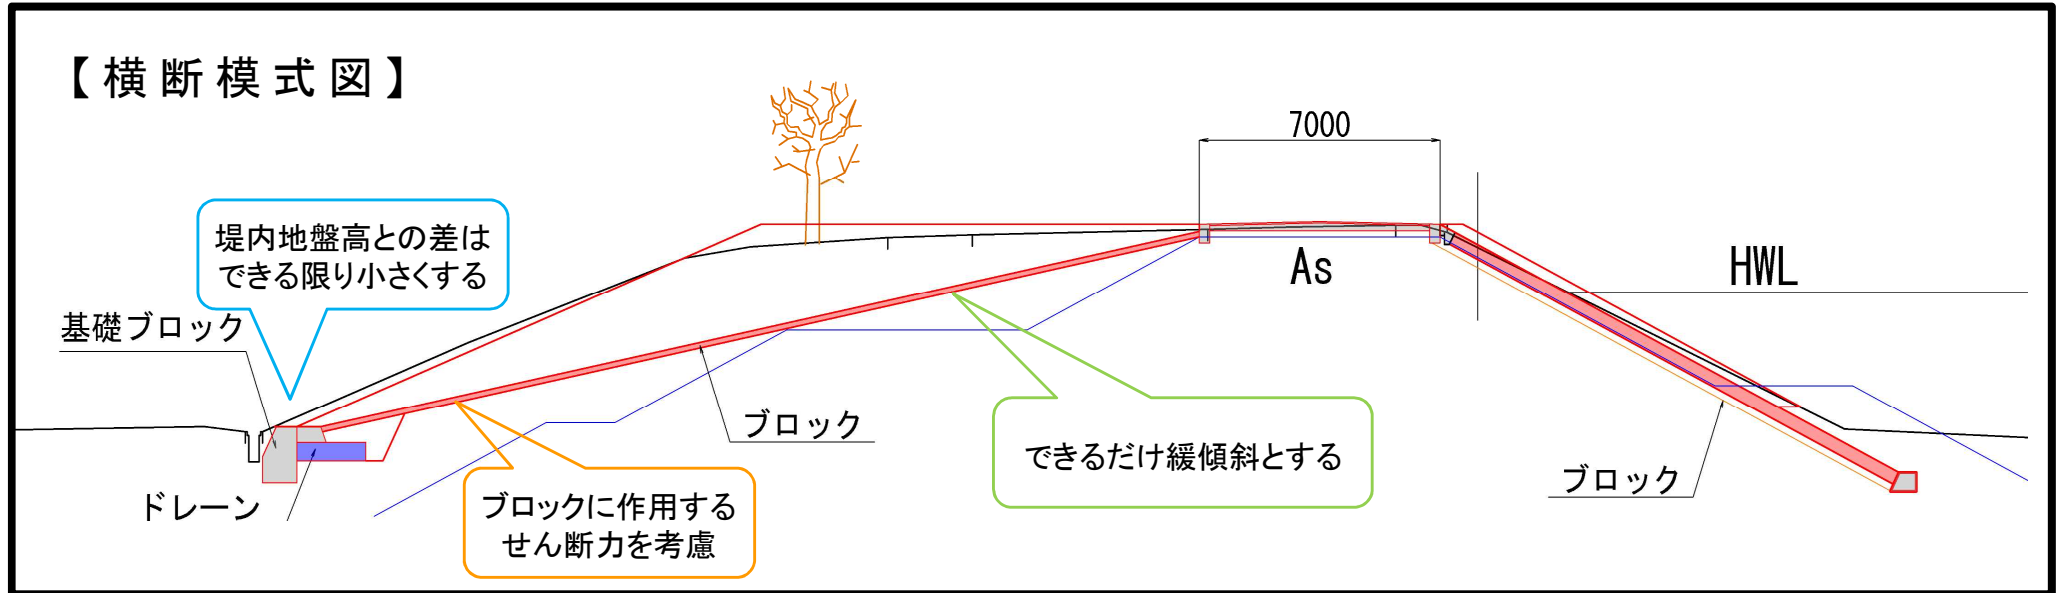 【横断模式図】
7000
堤内地盤高との差は
できる限り小さくする
As
HWL
基礎ブロック
ブロック
できるだけ緩傾斜とする
ブロック
ドレーン
ブロックに作用する
せん断力を考慮